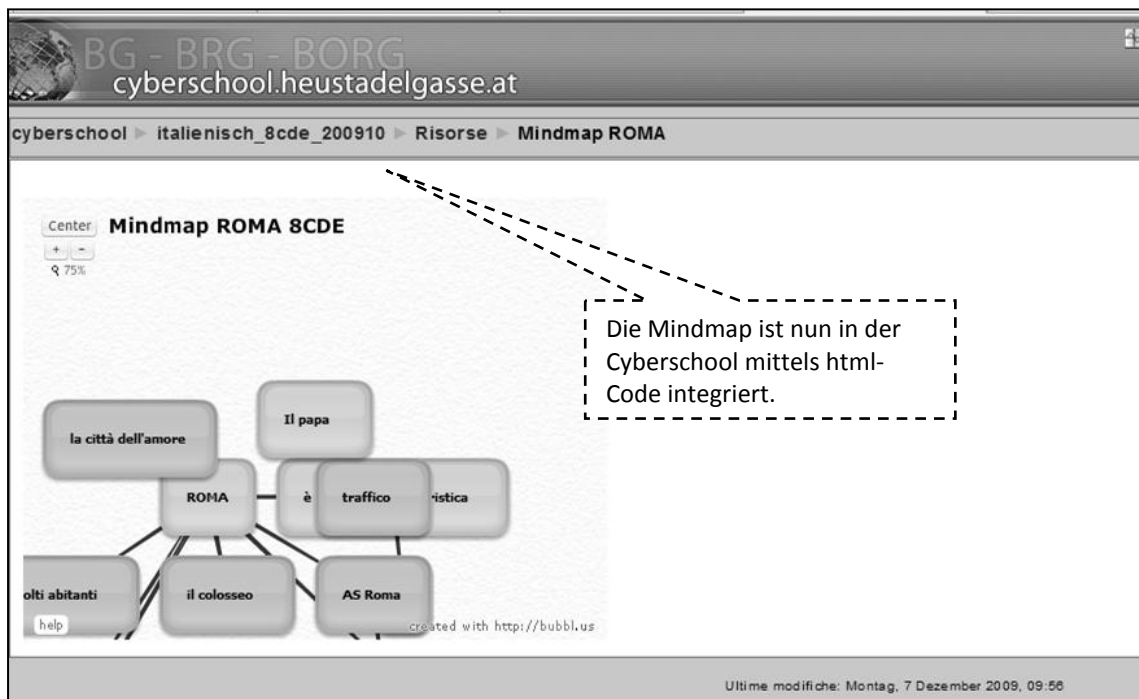 BG - BRG - BORG
cyberschool.heustadelgasse.at
cyberschool ► italienisch_8cde_200910 ► Risorse ► Mindmap ROMA
Center
Mindmap ROMA 8CDE
+ -
75%
Die Mindmap ist nun in der
Cyberschool mittels html-
Code integriert.
Il papa
la città dell'amore
ROMA
è
traffico
ristica
olti abitanti
il colosseo
AS Roma
help
created with http://bubbl.us
Ultime modifiche: Montag, 7 Dezember 2009, 09:56